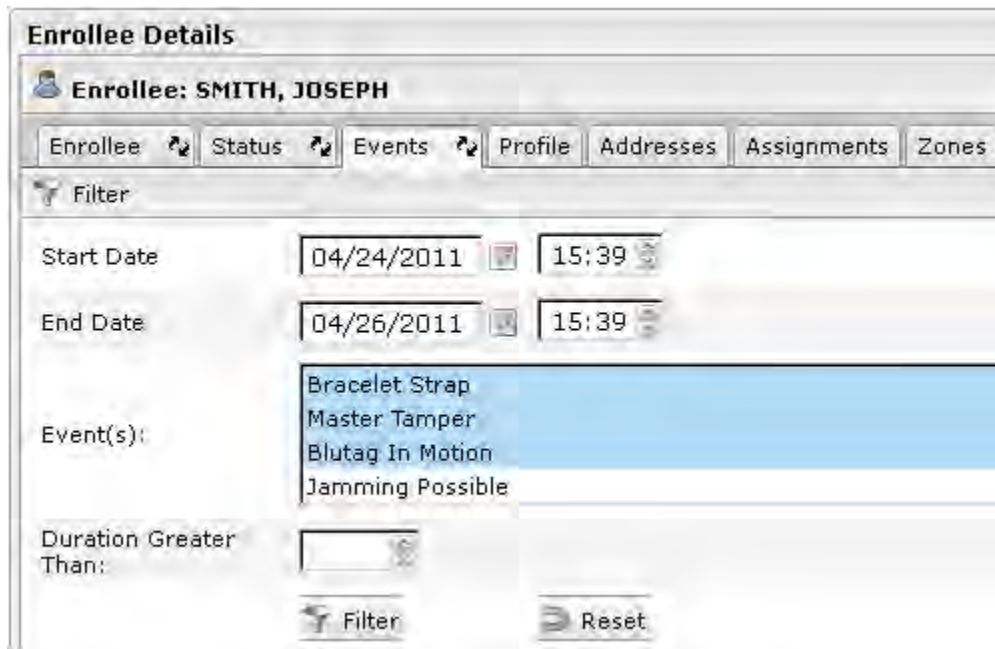 Enrollee Details
Enrollee: SMITH, JOSEPH
Enrollee Status Events Profile Addresses Assignments Zones
Filter
Start Date 04/24/2011 15:39
End Date 04/26/2011 15:39
Event(s):
Bracelet Strap
Master Tamper
Blutag In Motion
Jamming Possible
Duration Greater
Than:
Filter Reset